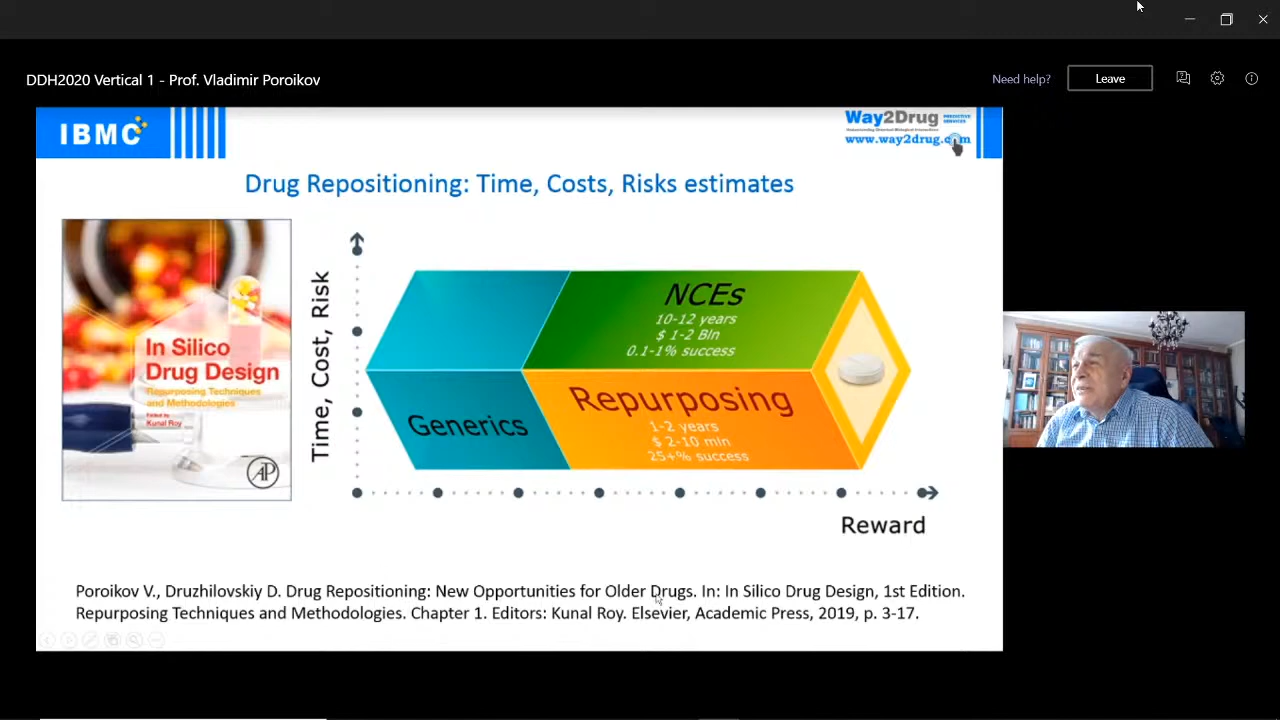 DDH2020 Vertical 1 - Prof. Vladimir Poroikov
Need help?
Leave
IBMC
Way2Drug
PREDICTIVE
SERVICES
www.way2drug.com
Drug Repositioning: Time, Costs, Risks estimates
In Silico
Drug Design
Repurposing Techniques
and Methodologies
Edited by
Kunal Roy
AP
Time, Cost, Risk
NCEs
10-12 years
$ 1-2 Bln
0.1-1% success
Generics
Repurposing
1-2 years
$ 2-10 mln
25+% success
Reward
Poroikov V., Druzhilovskiy D. Drug Repositioning: New Opportunities for Older Drugs. In: In Silico Drug Design, 1st Edition.
Repurposing Techniques and Methodologies. Chapter 1. Editors: Kunal Roy. Elsevier, Academic Press, 2019, p. 3-17.